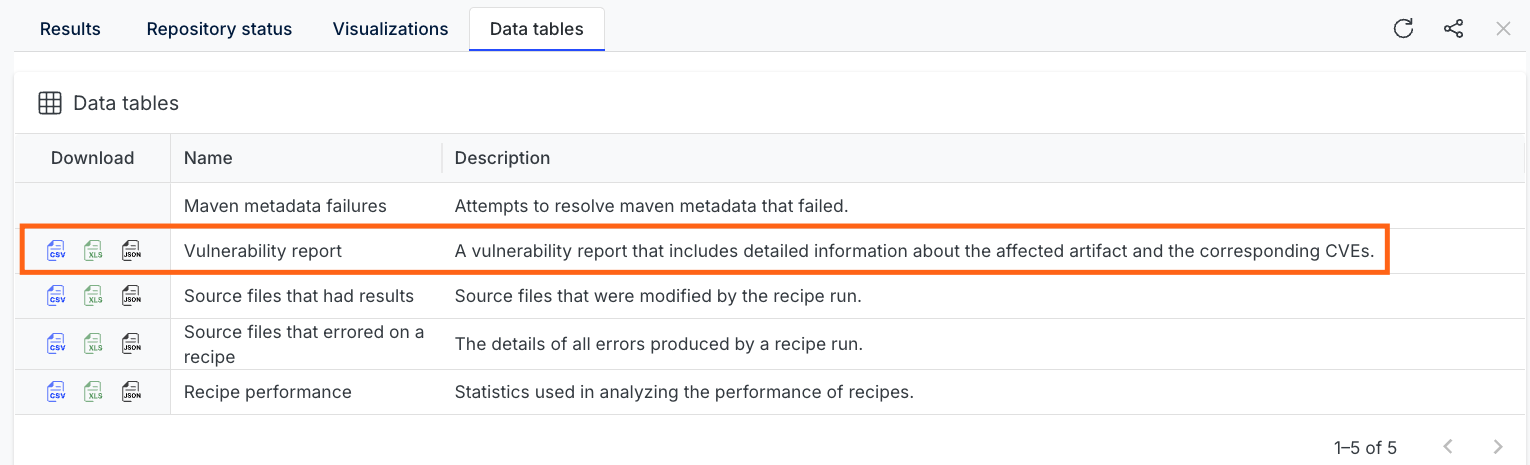 Results Repository status Visualizations Data tables
Data tables
Download Name Description
Maven metadata failures Attempts to resolve maven metadata that failed.
CSV XLS JSON Vulnerability report A vulnerability report that includes detailed information about the affected artifact and the corresponding CVEs.
CSV XLS JSON Source files that had results Source files that were modified by the recipe run.
CSV XLS JSON Source files that errored on a
recipe The details of all errors produced by a recipe run.
CSV XLS JSON Recipe performance Statistics used in analyzing the performance of recipes.
1–5 of 5